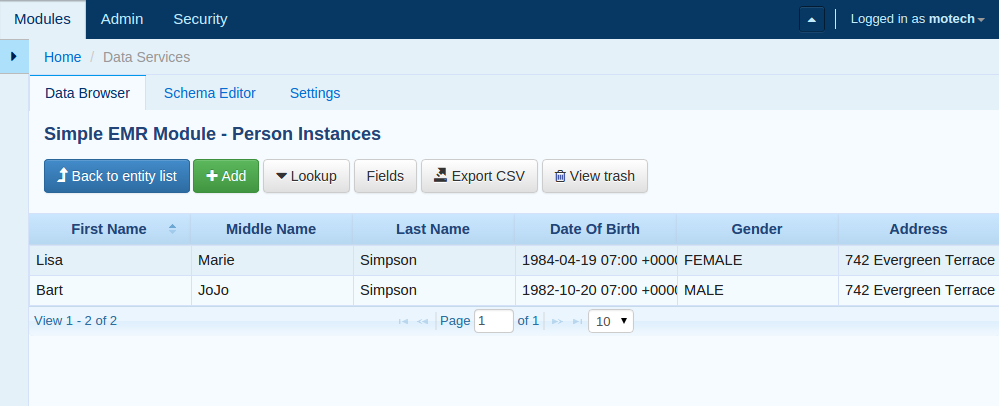 Modules Admin Security Logged in as motech
Home / Data Services
Data Browser Schema Editor Settings
Simple EMR Module - Person Instances
Back to entity list Add Lookup Fields Export CSV View trash
First Name Middle Name Last Name Date Of Birth Gender Address
Lisa Marie Simpson 1984-04-19 07:00 +0000 FEMALE 742 Evergreen Terrace
Bart JoJo Simpson 1982-10-20 07:00 +0000 MALE 742 Evergreen Terrace
View 1 - 2 of 2 Page 1 of 1 10